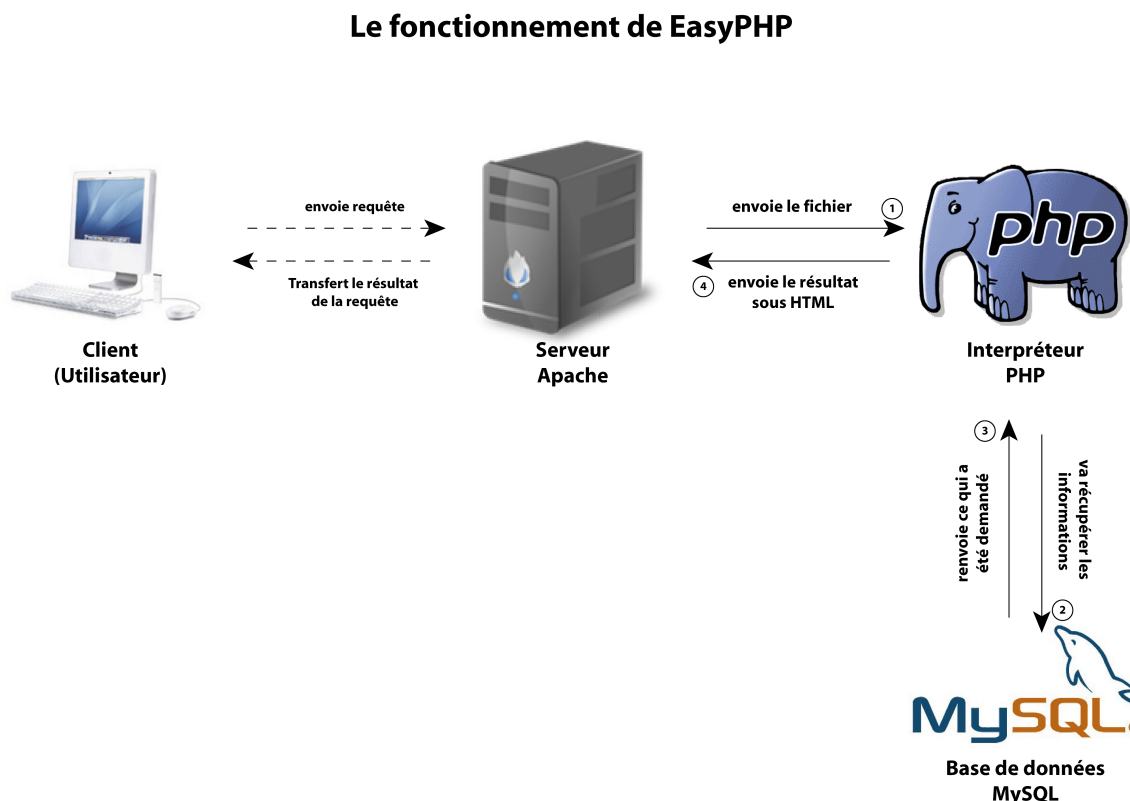 Le fonctionnement de EasyPHP
envoie requête
Transfert le résultat
de la requête
envoie le fichier
1
4
envoie le résultat
sous HTML
php
Client
(Utilisateur)
Serveur
Apache
Interpréteur
PHP
3
renvoie ce qui a
été demandé
va récupérer les
informations
2
MySQL
Base de données
MySQL